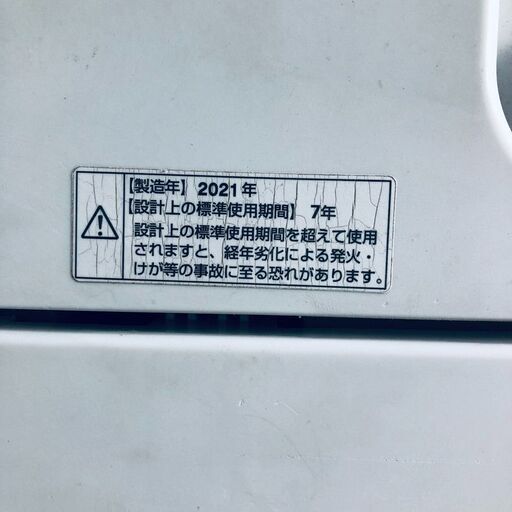 【製造年】 2021年
【設計上の標準使用期間】 7年
設計上の標準使用期間を超えて使用
されますと、経年劣化による発火・
けが等の事故に至る恐れがあります。